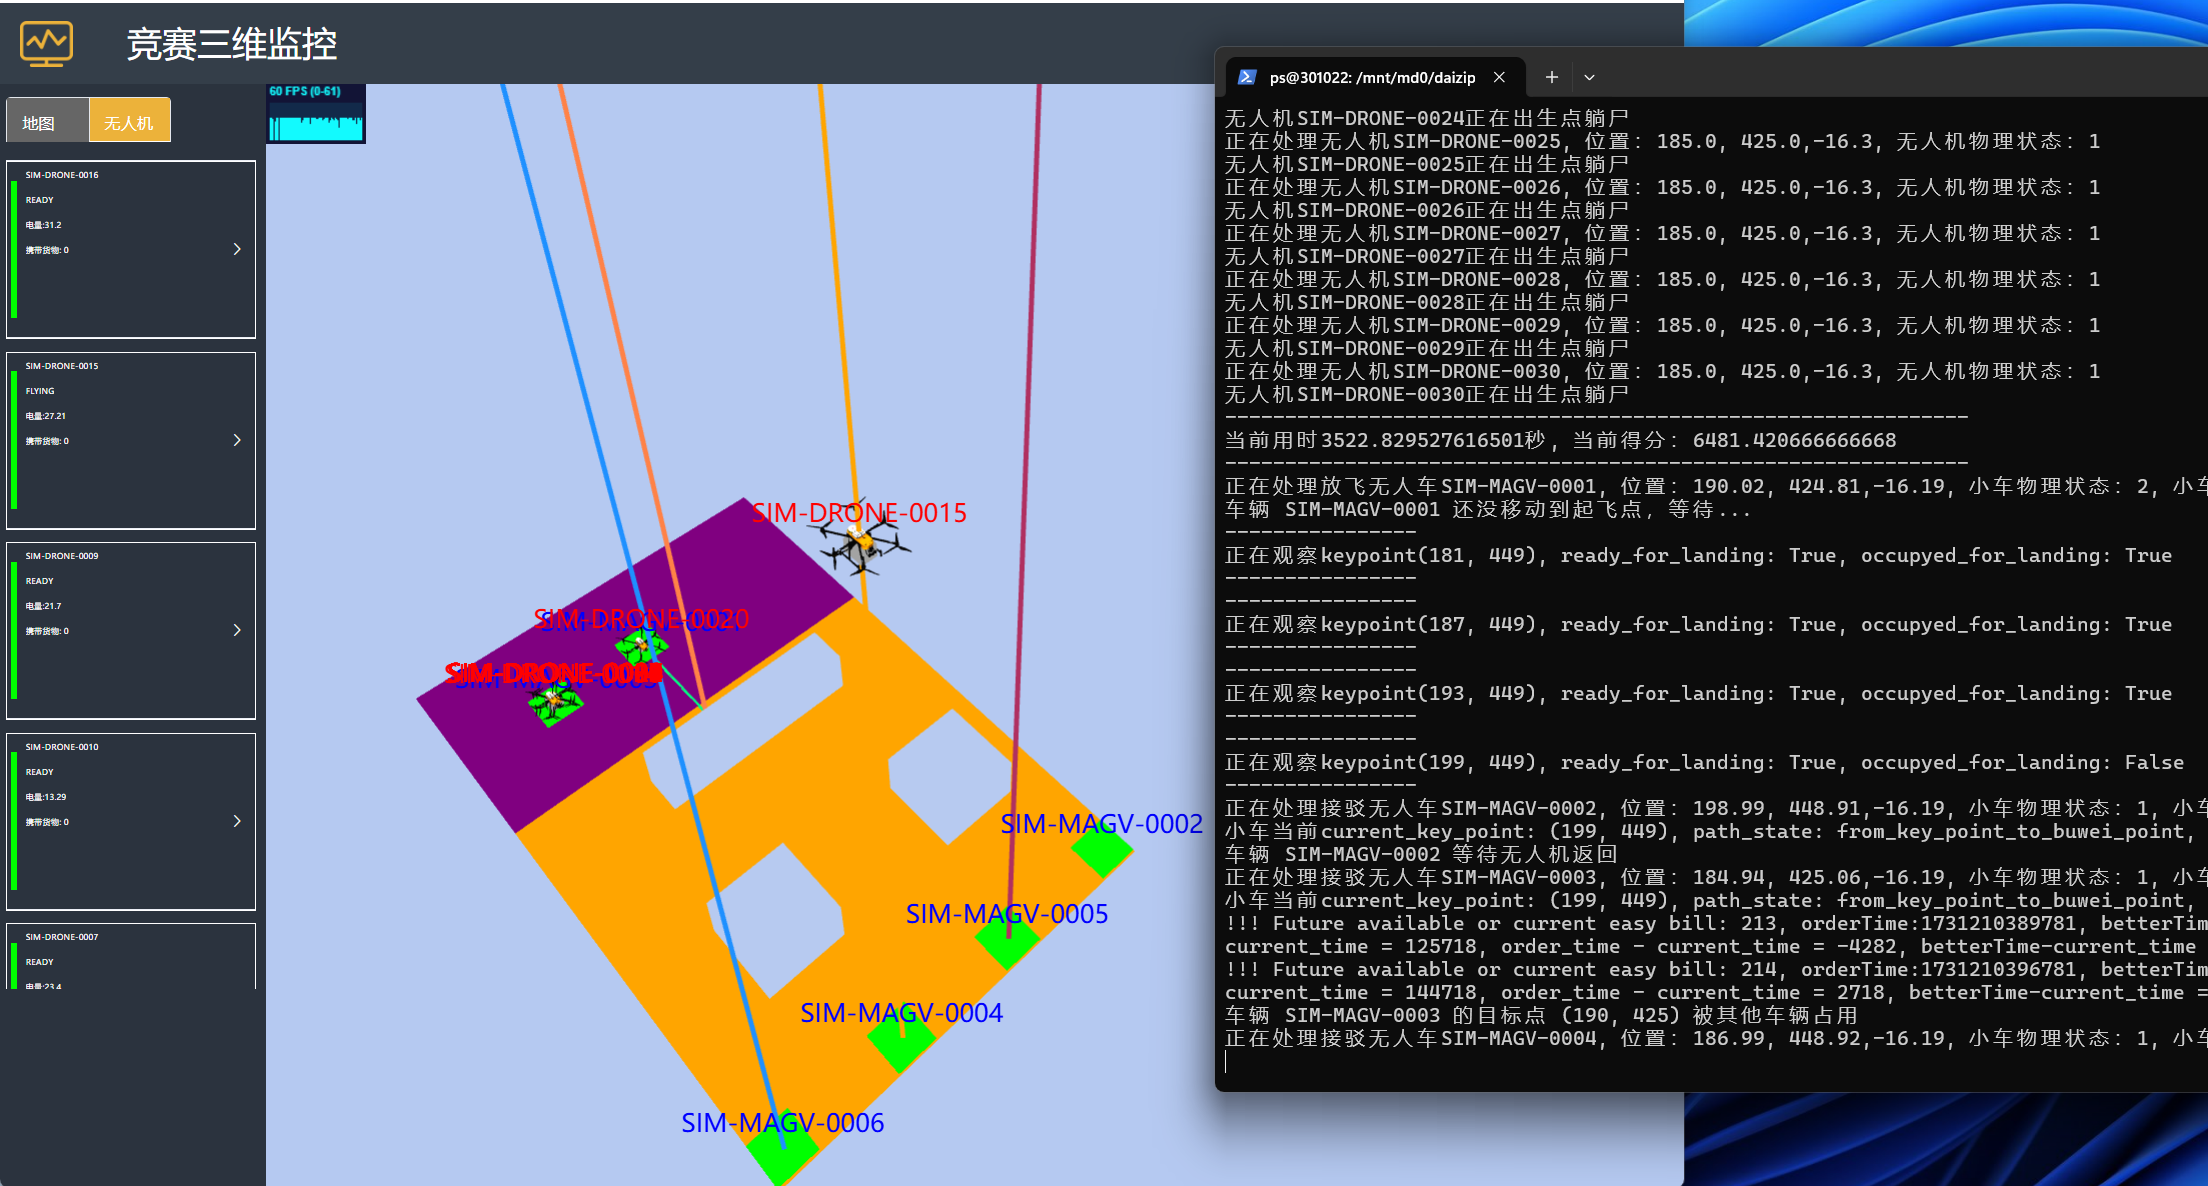 竞赛三维监控
地图
无人机
60 FPS (0-61)
SIM-DRONE-0016
READY
电量:31.2
携带货物: 0
SIM-DRONE-0015
FLYING
电量:27.21
携带货物: 0
SIM-DRONE-0009
READY
电量:21.7
携带货物: 0
SIM-DRONE-0010
READY
电量:13.29
携带货物: 0
SIM-DRONE-0007
READY
电量:23.4
SIM-DRONE-0015
SIM-DRONE-0020
SIM-MAGV-0002
SIM-MAGV-0005
SIM-MAGV-0004
SIM-MAGV-0006
ps@301022: /mnt/md0/daizip
无人机SIM-DRONE-0024正在出生点躺尸
正在处理无人机SIM-DRONE-0025, 位置: 185.0, 425.0,-16.3, 无人机物理状态: 1
无人机SIM-DRONE-0025正在出生点躺尸
正在处理无人机SIM-DRONE-0026, 位置: 185.0, 425.0,-16.3, 无人机物理状态: 1
无人机SIM-DRONE-0026正在出生点躺尸
正在处理无人机SIM-DRONE-0027, 位置: 185.0, 425.0,-16.3, 无人机物理状态: 1
无人机SIM-DRONE-0027正在出生点躺尸
正在处理无人机SIM-DRONE-0028, 位置: 185.0, 425.0,-16.3, 无人机物理状态: 1
无人机SIM-DRONE-0028正在出生点躺尸
正在处理无人机SIM-DRONE-0029, 位置: 185.0, 425.0,-16.3, 无人机物理状态: 1
无人机SIM-DRONE-0029正在出生点躺尸
正在处理无人机SIM-DRONE-0030, 位置: 185.0, 425.0,-16.3, 无人机物理状态: 1
无人机SIM-DRONE-0030正在出生点躺尸
--------------------------------------------------------------
当前用时3522.829527616501秒, 当前得分: 6481.420666666668
--------------------------------------------------------------
正在处理放飞无人车SIM-MAGV-0001, 位置: 190.02, 424.81,-16.19, 小车物理状态: 2, 小车
车辆 SIM-MAGV-0001 还没移动到起飞点, 等待...
----------------
正在观察keypoint(181, 449), ready_for_landing: True, occupyed_for_landing: True
----------------
----------------
正在观察keypoint(187, 449), ready_for_landing: True, occupyed_for_landing: True
----------------
----------------
正在观察keypoint(193, 449), ready_for_landing: True, occupyed_for_landing: True
----------------
----------------
正在观察keypoint(199, 449), ready_for_landing: True, occupyed_for_landing: False
----------------
正在处理接驳无人车SIM-MAGV-0002, 位置: 198.99, 448.91,-16.19, 小车物理状态: 1, 小车
小车当前current_key_point: (199, 449), path_state: from_key_point_to_buwei_point,
车辆 SIM-MAGV-0002 等待无人机返回
正在处理接驳无人车SIM-MAGV-0003, 位置: 184.94, 425.06,-16.19, 小车物理状态: 1, 小车
小车当前current_key_point: (199, 449), path_state: from_key_point_to_buwei_point,
!!! Future available or current easy bill: 213, orderTime:1731210389781, betterTim
current_time = 125718, order_time - current_time = -4282, betterTime-current_time
!!! Future available or current easy bill: 214, orderTime:1731210396781, betterTim
current_time = 144718, order_time - current_time = 2718, betterTime-current_time =
车辆 SIM-MAGV-0003 的目标点 (190, 425) 被其他车辆占用
正在处理接驳无人车SIM-MAGV-0004, 位置: 186.99, 448.92,-16.19, 小车物理状态: 1, 小车